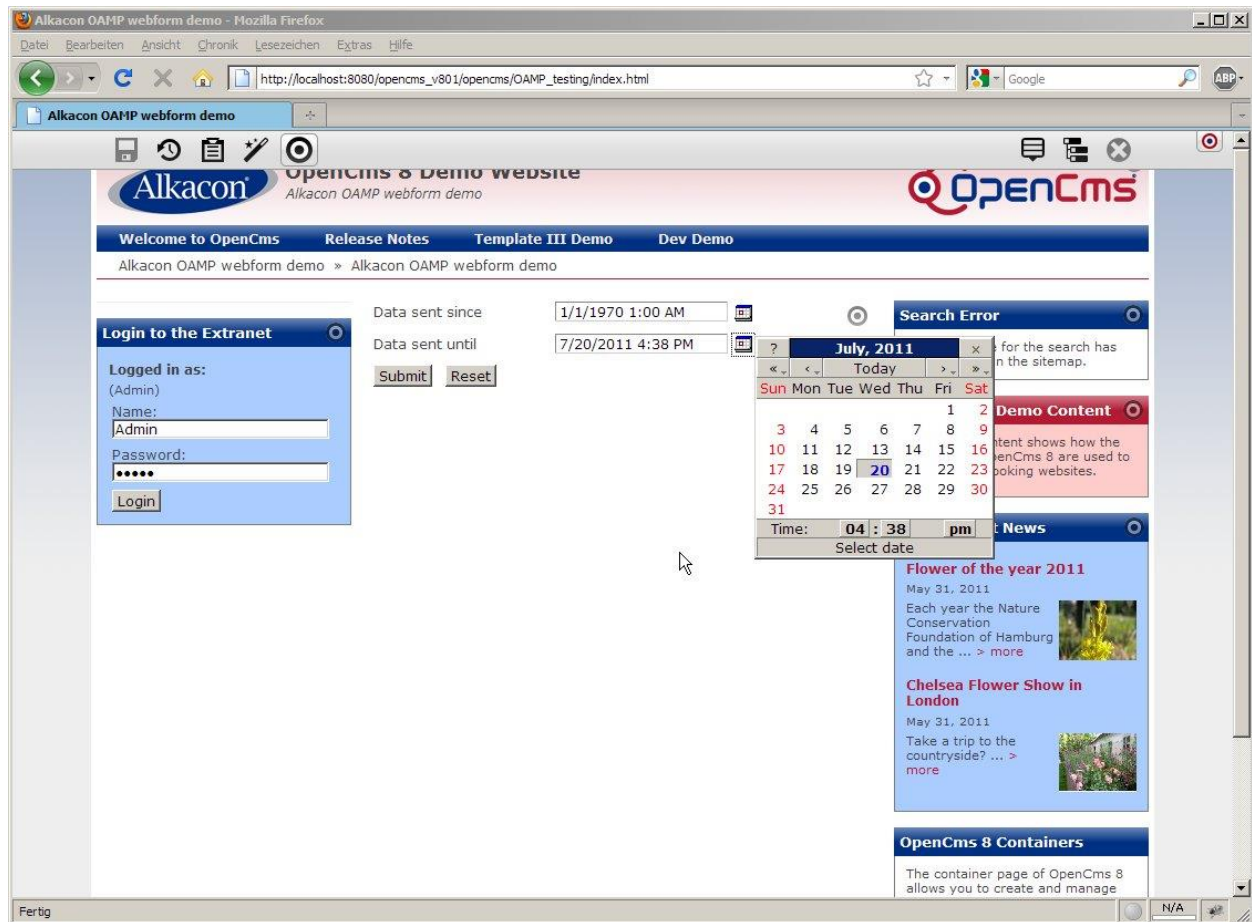 Alkacon OAMP webform demo - Mozilla Firefox
Datei Bearbeiten Ansicht Chronik Lesezeichen Extras Hilfe
http://localhost:8080/opencms_v801/opencms/OAMP_testing/index.html
Google
ABP
Alkacon OAMP webform demo
Alkacon
OpenCms 8 Demo Website
Alkacon OAMP webform demo
OpenCms
Welcome to OpenCms Release Notes Template III Demo Dev Demo
Alkacon OAMP webform demo » Alkacon OAMP webform demo
Login to the Extranet
Logged in as:
(Admin)
Name:
Admin
Password:
•••••
Login
Data sent since 1/1/1970 1:00 AM
Data sent until 7/20/2011 4:38 PM
Submit Reset
? July, 2011 ×
« ‹ Today › »
Sun Mon Tue Wed Thu Fri Sat
1 2
3 4 5 6 7 8 9
10 11 12 13 14 15 16
17 18 19 20 21 22 23
24 25 26 27 28 29 30
31
Time: 04 : 38 pm
Select date
Search Error
for the search has
n the sitemap.
Demo Content
ntent shows how the
penCms 8 are used to
ooking websites.
News
Flower of the year 2011
May 31, 2011
Each year the Nature
Conservation
Foundation of Hamburg
and the ... > more
Chelsea Flower Show in
London
May 31, 2011
Take a trip to the
countryside? ... >
more
OpenCms 8 Containers
The container page of OpenCms 8
allows you to create and manage
Fertig
N/A